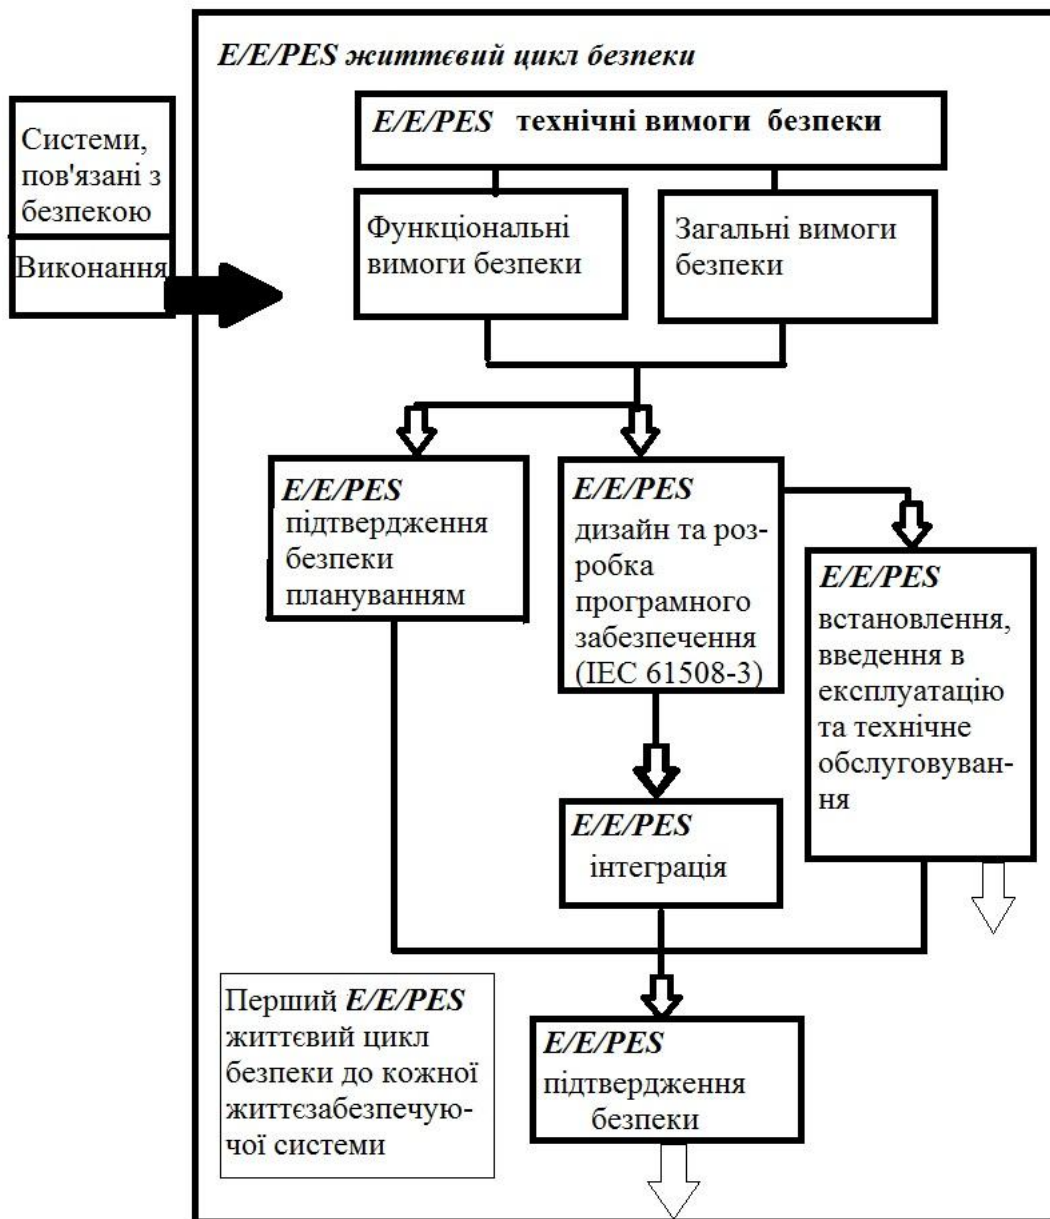 E/E/PES життєвий цикл безпеки
Системи,
пов'язані з
безпекою
Виконання
E/E/PES технічні вимоги безпеки
Функціональні
вимоги безпеки
Загальні вимоги
безпеки
E/E/PES
підтвердження
безпеки
плануванням
E/E/PES
дизайн та роз-
робка
програмного
забезпечення
(IEC 61508-3)
E/E/PES
встановлення,
введення в
експлуатацію
та технічне
обслуговуван-
ня
E/E/PES
інтеграція
Перший E/E/PES
життєвий цикл
безпеки до кожної
життєзабезпечую-
чої системи
E/E/PES
підтвердження
безпеки